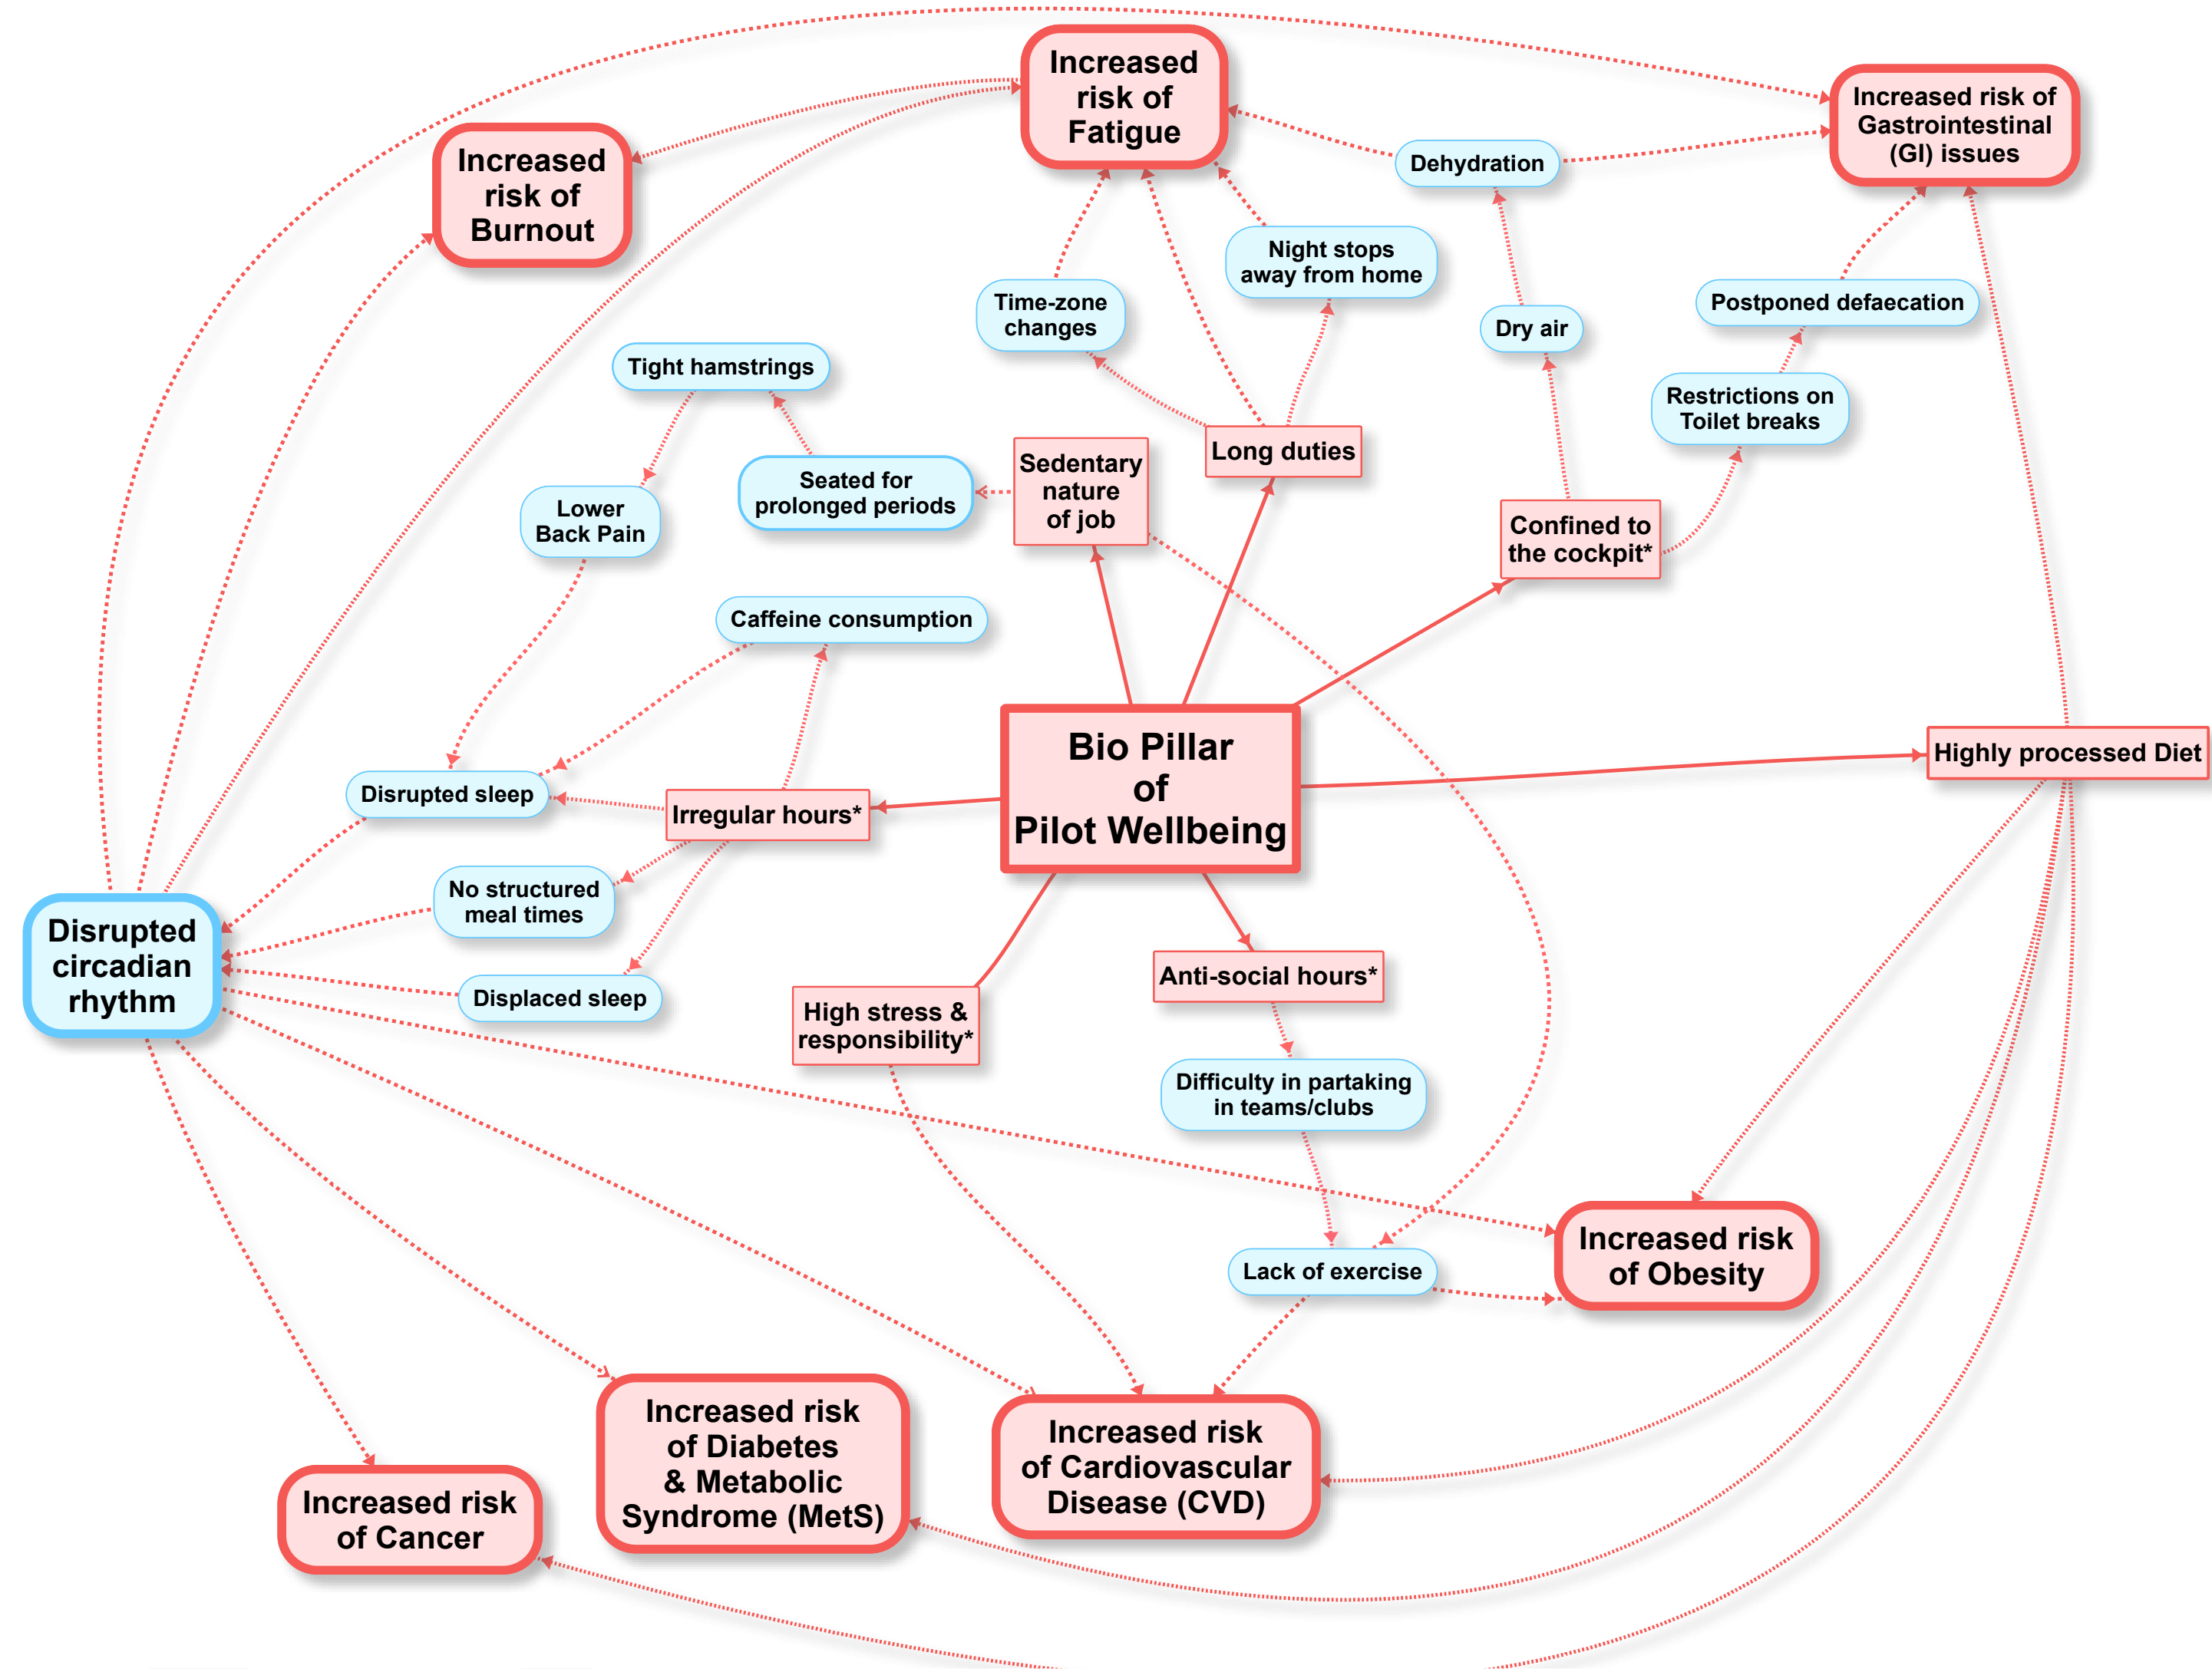 Increased
risk of
Fatigue
Increased risk of
Gastrointestinal
(GI) issues
Increased
risk of
Burnout
Dehydration
Night stops
away from home
Time-zone
changes
Postponed defaecation
Dry air
Tight hamstrings
Restrictions on
Toilet breaks
Long duties
Sedentary
nature
of job
Seated for
prolonged periods
Lower
Back Pain
Confined to
the cockpit*
Caffeine consumption
Bio Pillar
of
Pilot Wellbeing
Highly processed Diet
Disrupted sleep
Irregular hours*
No structured
meal times
Disrupted
circadian
rhythm
Displaced sleep
Anti-social hours*
High stress &
responsibility*
Difficulty in partaking
in teams/clubs
Lack of exercise
Increased risk
of Obesity
Increased risk
of Diabetes
& Metabolic
Syndrome (MetS)
Increased risk
of Cardiovascular
Disease (CVD)
Increased risk
of Cancer